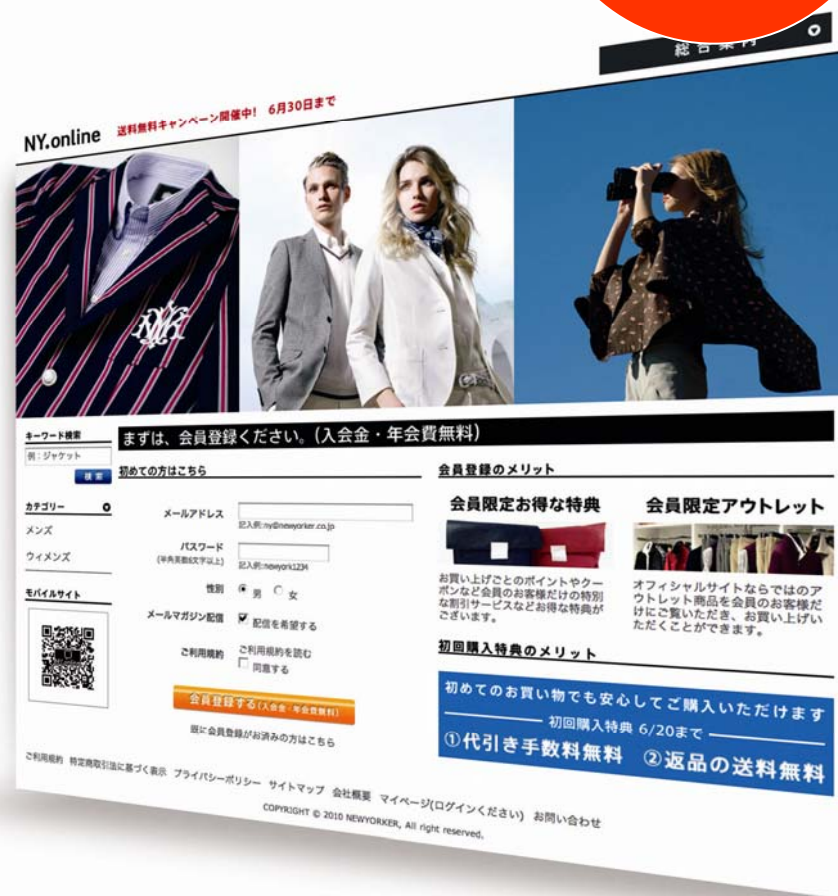 総合案内
NY.online 送料無料キャンペーン開催中! 6月30日まで
NYR
キーワード検索
例：ジャケット
検索
カテゴリー
メンズ
ウィメンズ
モバイルサイト
まずは、会員登録ください。(入会金・年会費無料)
初めての方はこちら
メールアドレス
記入例:ny@newyorker.co.jp
パスワード
(半角英数6文字以上)
記入例:newyork1234
性別 男 女
メールマガジン配信 配信を希望する
ご利用規約 ご利用規約を読む
同意する
会員登録する(入会金・年会費無料)
既に会員登録がお済みの方はこちら
会員登録のメリット
会員限定お得な特典
お買い上げごとのポイントやクー
ポンなど会員のお客様だけの特別
な割引サービスなどお得な特典が
ございます。
会員限定アウトレット
オフィシャルサイトならではのア
ウトレット商品を会員のお客様だ
けにご覧いただき、お買い上げい
ただくことができます。
初回購入特典のメリット
初めてのお買い物でも安心してご購入いただけます
初回購入特典 6/20まで
①代引き手数料無料 ②返品の送料無料
ご利用規約 特定商取引法に基づく表示 プライバシーポリシー サイトマップ 会社概要 マイページ(ログインください) お問い合わせ
COPYRIGHT © 2010 NEWYORKER, All right reserved.